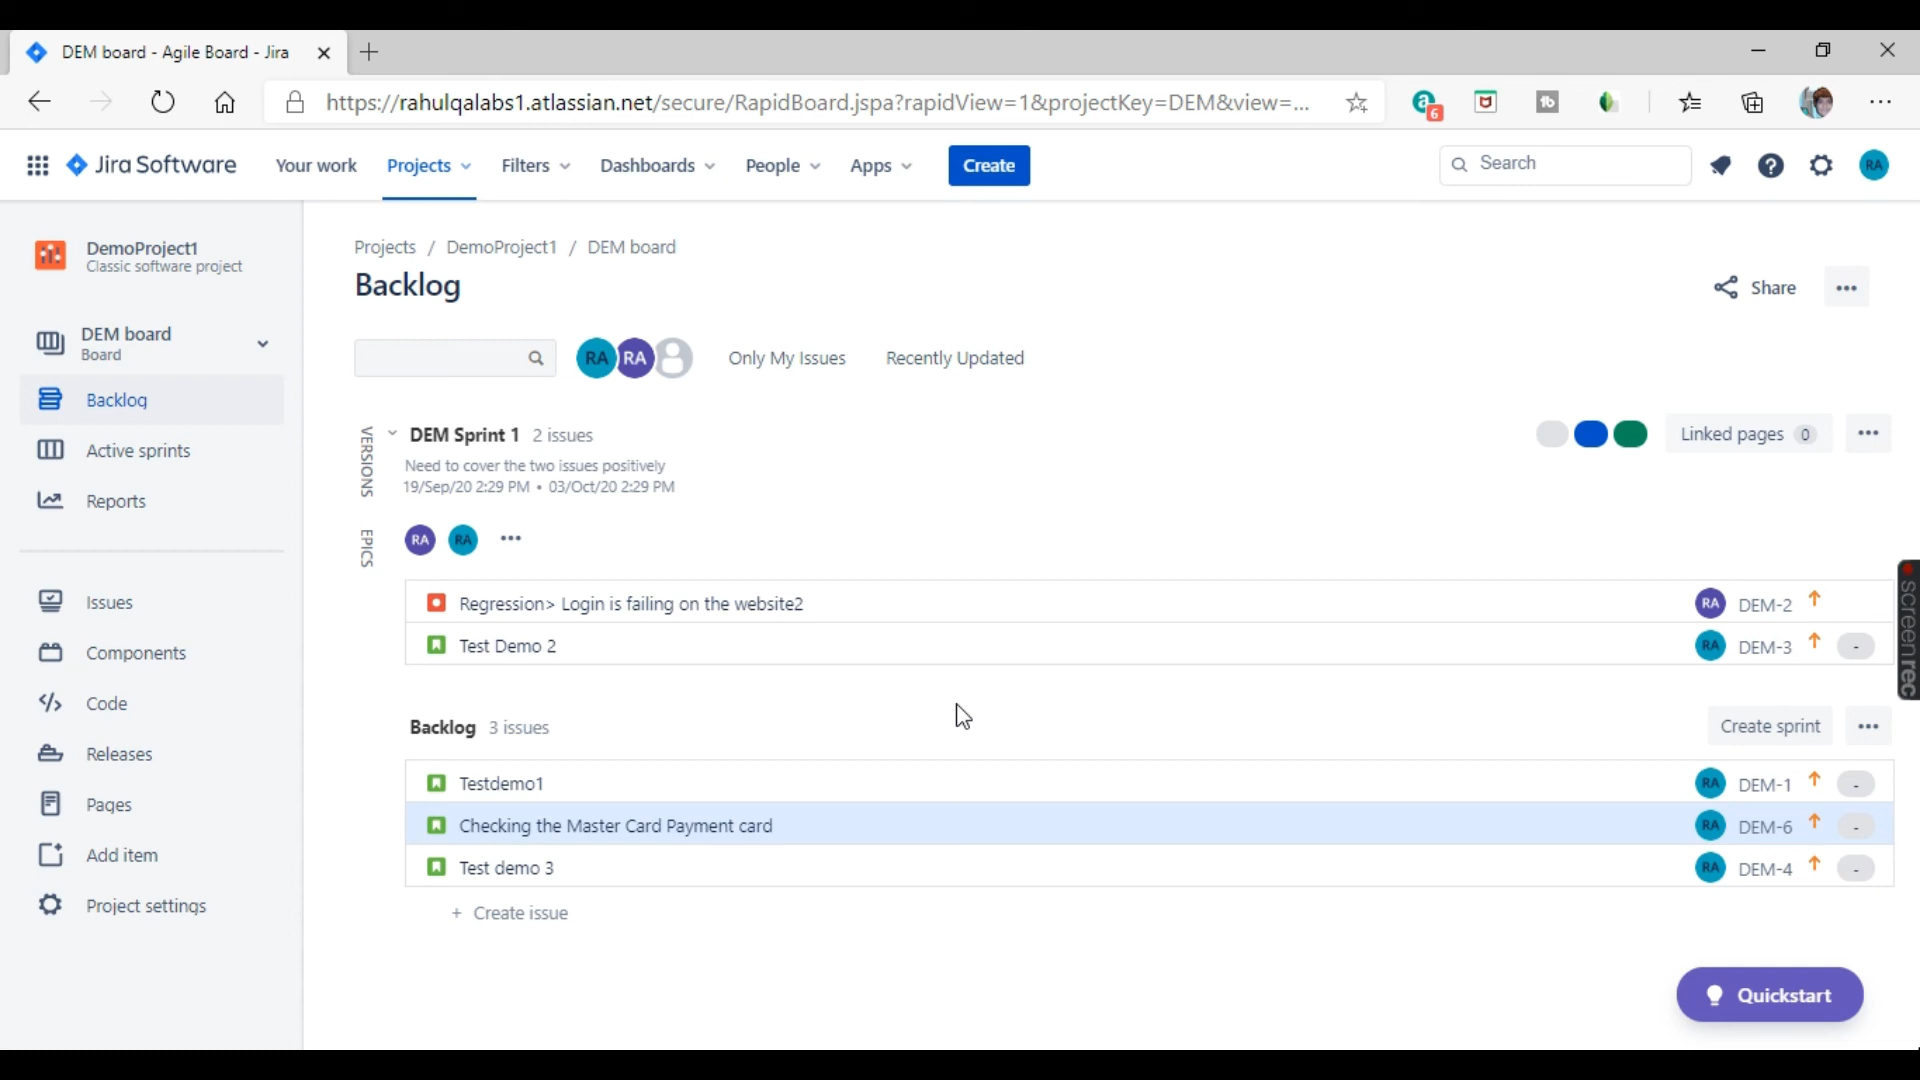 DEM board - Agile Board - Jira
https://rahulqalabs1.atlassian.net/secure/RapidBoard.jspa?rapidView=1&projectKey=DEM&view=...
a 6
tb
Jira Software Your work Projects Filters Dashboards People Apps Create Search RA
DemoProject1
Classic software project
DEM board
Board
Backlog
Active sprints
Reports
Issues
Components
Code
Releases
Pages
Add item
Project settings
Projects / DemoProject1 / DEM board
Backlog
Share
RA RA Only My Issues Recently Updated
VERSIONS
EPICS
DEM Sprint 1 2 issues
Linked pages 0
Need to cover the two issues positively
19/Sep/20 2:29 PM • 03/Oct/20 2:29 PM
RA RA
Regression> Login is failing on the website2 RA DEM-2
Test Demo 2 RA DEM-3 -
Backlog 3 issues Create sprint
Testdemo1 RA DEM-1 -
Checking the Master Card Payment card RA DEM-6 -
Test demo 3 RA DEM-4 -
+ Create issue
Quickstart
screenrec